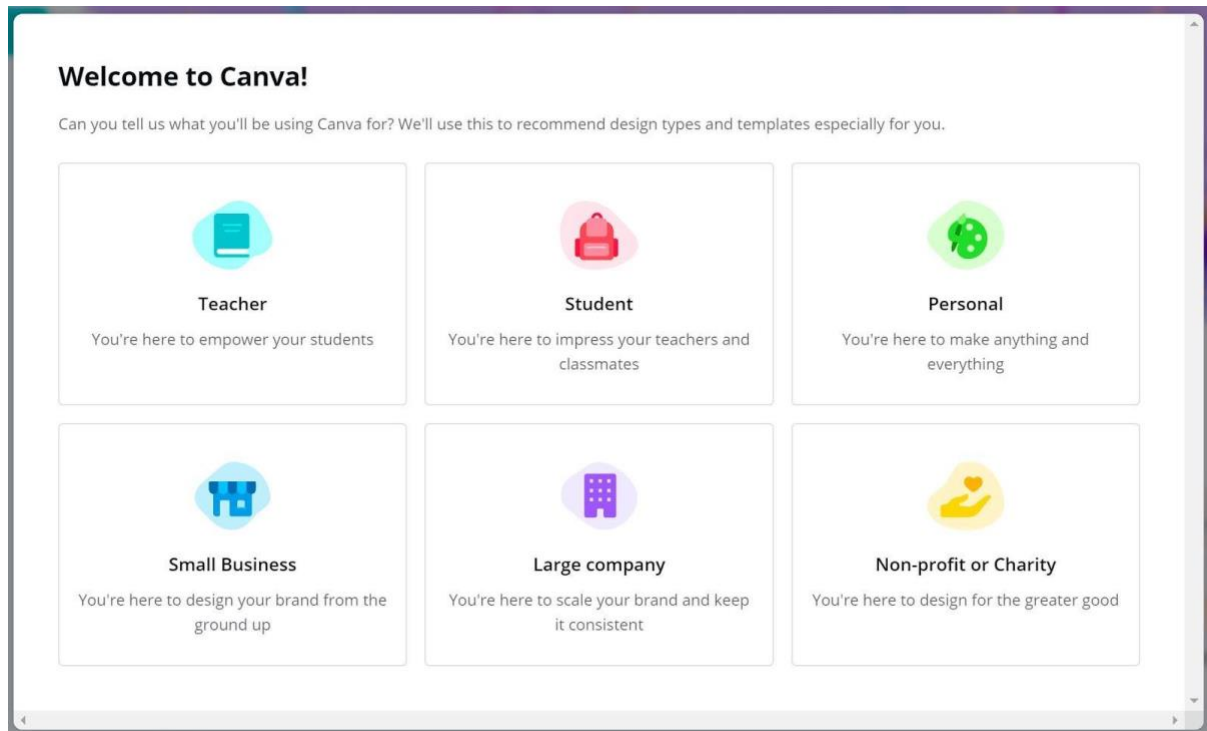 Welcome to Canva!
Can you tell us what you'll be using Canva for? We'll use this to recommend design types and templates especially for you.
Teacher
You're here to empower your students
Student
You're here to impress your teachers and
classmates
Personal
You're here to make anything and
everything
Small Business
You're here to design your brand from the
ground up
Large company
You're here to scale your brand and keep
it consistent
Non-profit or Charity
You're here to design for the greater good